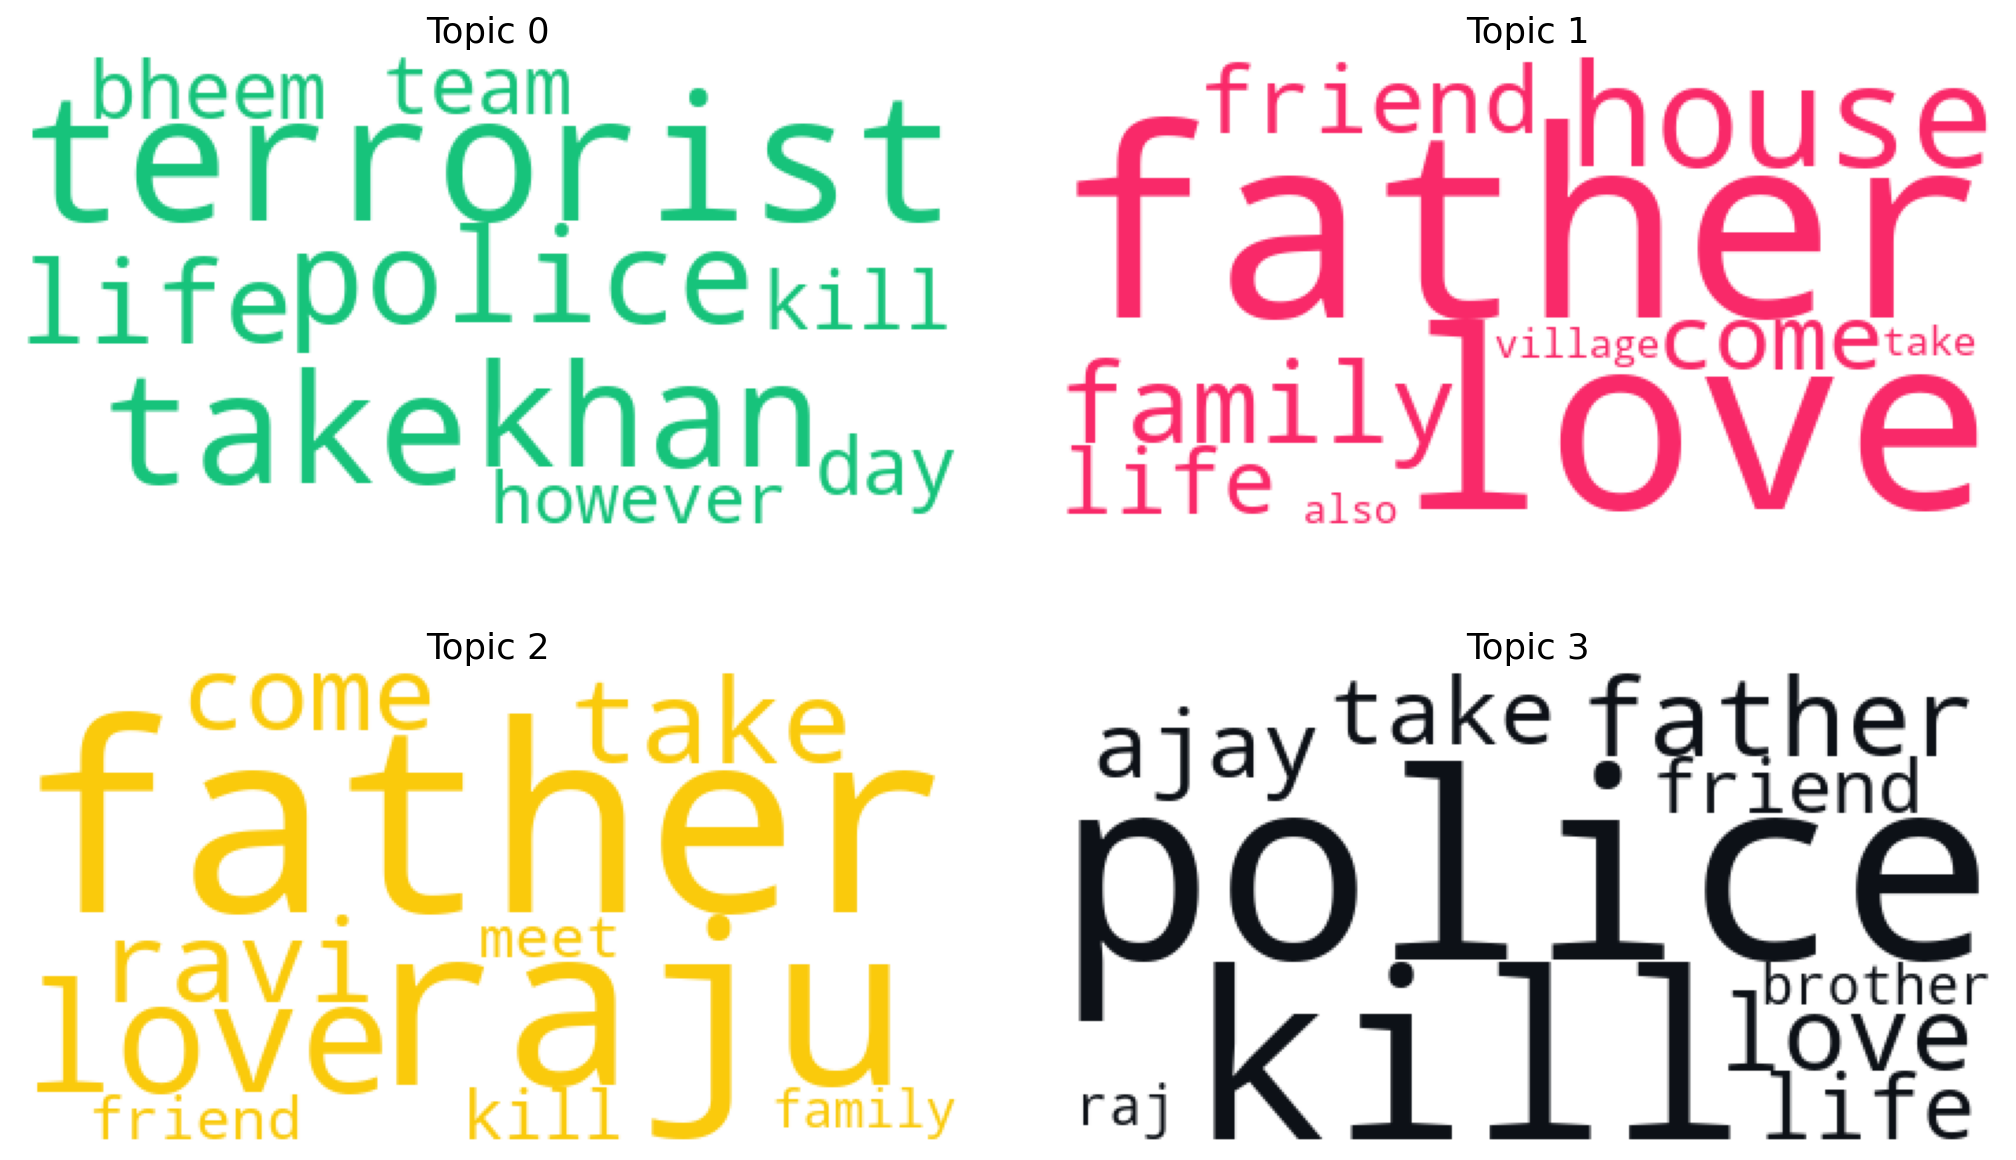 Topic 0
bheem team
terrorist
life police kill
take khan day
however
Topic 1
friend house
father
village come take
family love
life also
Topic 2
come take
father
ravi meet
love raju
friend kill family
Topic 3
ajay take father
friend
police
brother
kill love
raj life